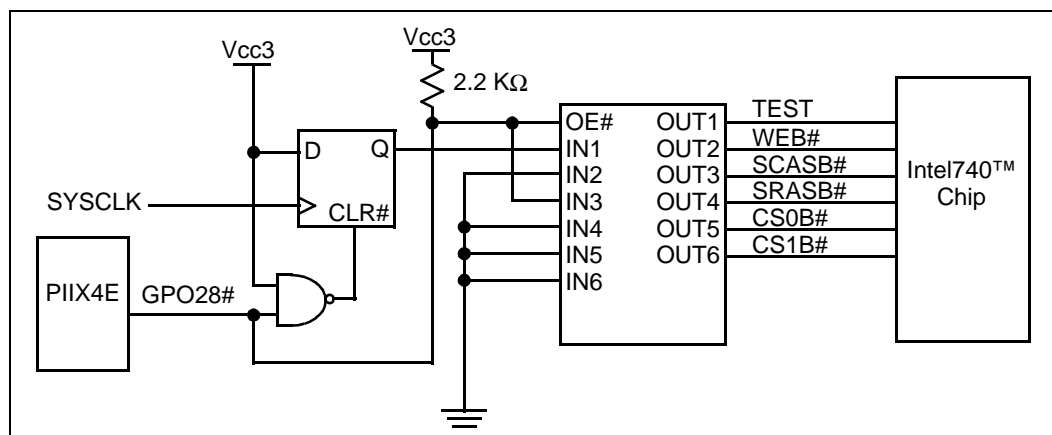 Vcc3
Vcc3
2.2 KΩ
D
Q
CLR#
SYSCLK
PIIX4E
GPO28#
OE#
IN1
IN2
IN3
IN4
IN5
IN6
OUT1
OUT2
OUT3
OUT4
OUT5
OUT6
TEST
WEB#
SCASB#
SRASB#
CS0B#
CS1B#
Intel740™
Chip